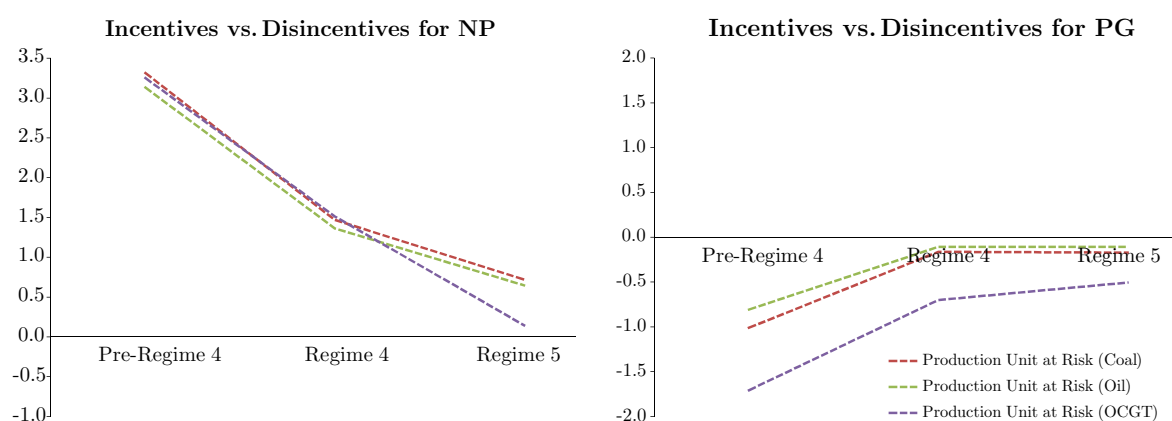 Incentives vs. Disincentives for NP
3.5
3.0
2.5
2.0
1.5
1.0
0.5
0.0
-0.5
-1.0
Pre-Regime 4 Regime 4 Regime 5
Incentives vs. Disincentives for PG
2.0
1.5
1.0
0.5
0.0
-0.5
-1.0
-1.5
-2.0
Pre-Regime 4 Regime 4 Regime 5
Production Unit at Risk (Coal)
Production Unit at Risk (Oil)
Production Unit at Risk (OCGT)